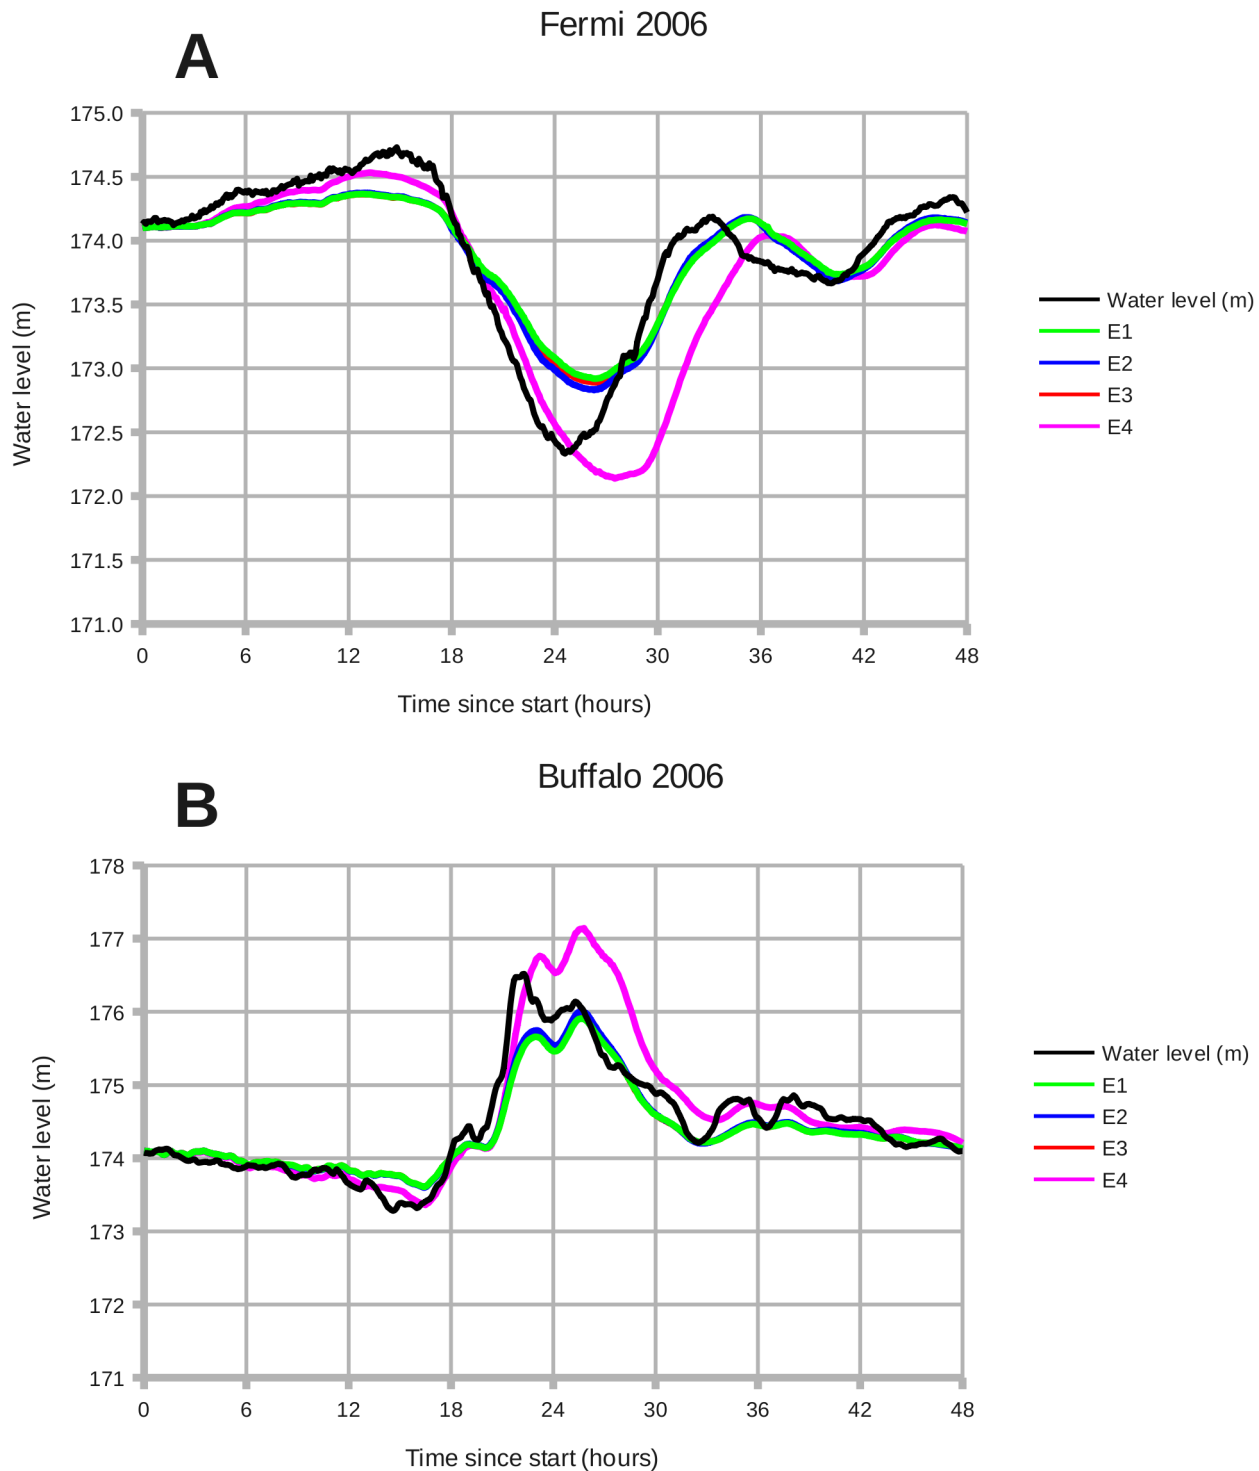 Fermi 2006
A
175.0
174.5
174.0
173.5
173.0
172.5
172.0
171.5
171.0
0 6 12 18 24 30 36 42 48
Water level (m)
Time since start (hours)
Water level (m)
E1
E2
E3
E4
Buffalo 2006
B
178
177
176
175
174
173
172
171
0 6 12 18 24 30 36 42 48
Water level (m)
Time since start (hours)
Water level (m)
E1
E2
E3
E4